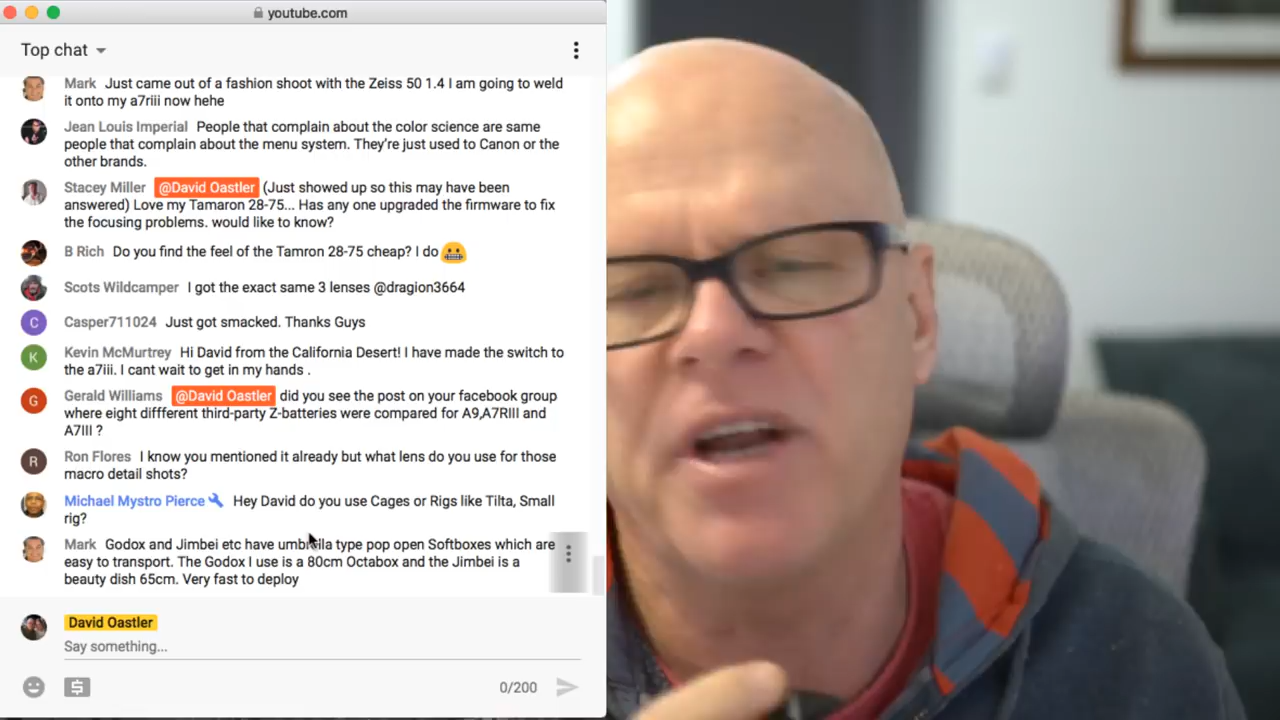 youtube.com
Top chat
Mark Just came out of a fashion shoot with the Zeiss 50 1.4 I am going to weld
it onto my a7riii now hehe
Jean Louis Imperial People that complain about the color science are same
people that complain about the menu system. They're just used to Canon or the
other brands.
Stacey Miller @David Oastler (Just showed up so this may have been
answered) Love my Tamaron 28-75... Has any one upgraded the firmware to fix
the focusing problems. would like to know?
B Rich Do you find the feel of the Tamron 28-75 cheap? I do
Scots Wildcamper I got the exact same 3 lenses @dragion3664
C
Casper711024 Just got smacked. Thanks Guys
K
Kevin McMurtrey Hi David from the California Desert! I have made the switch to
the a7iii. I cant wait to get in my hands .
G
Gerald Williams @David Oastler did you see the post on your facebook group
where eight diffferent third-party Z-batteries were compared for A9,A7RIII and
A7III ?
R
Ron Flores I know you mentioned it already but what lens do you use for those
macro detail shots?
Michael Mystro Pierce Hey David do you use Cages or Rigs like Tilta, Small
rig?
Mark Godox and Jimbei etc have umbrella type pop open Softboxes which are
easy to transport. The Godox I use is a 80cm Octabox and the Jimbei is a
beauty dish 65cm. Very fast to deploy
David Oastler
Say something...
$
0/200